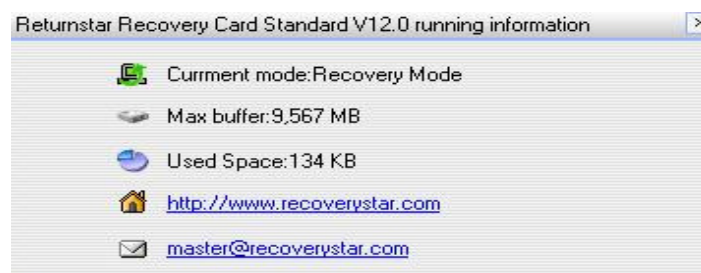 Returnstar Recovery Card Standard V12.0 running information
Currment mode:Recovery Mode
Max buffer:9,567 MB
Used Space:134 KB
http://www.recoverystar.com
master@recoverystar.com